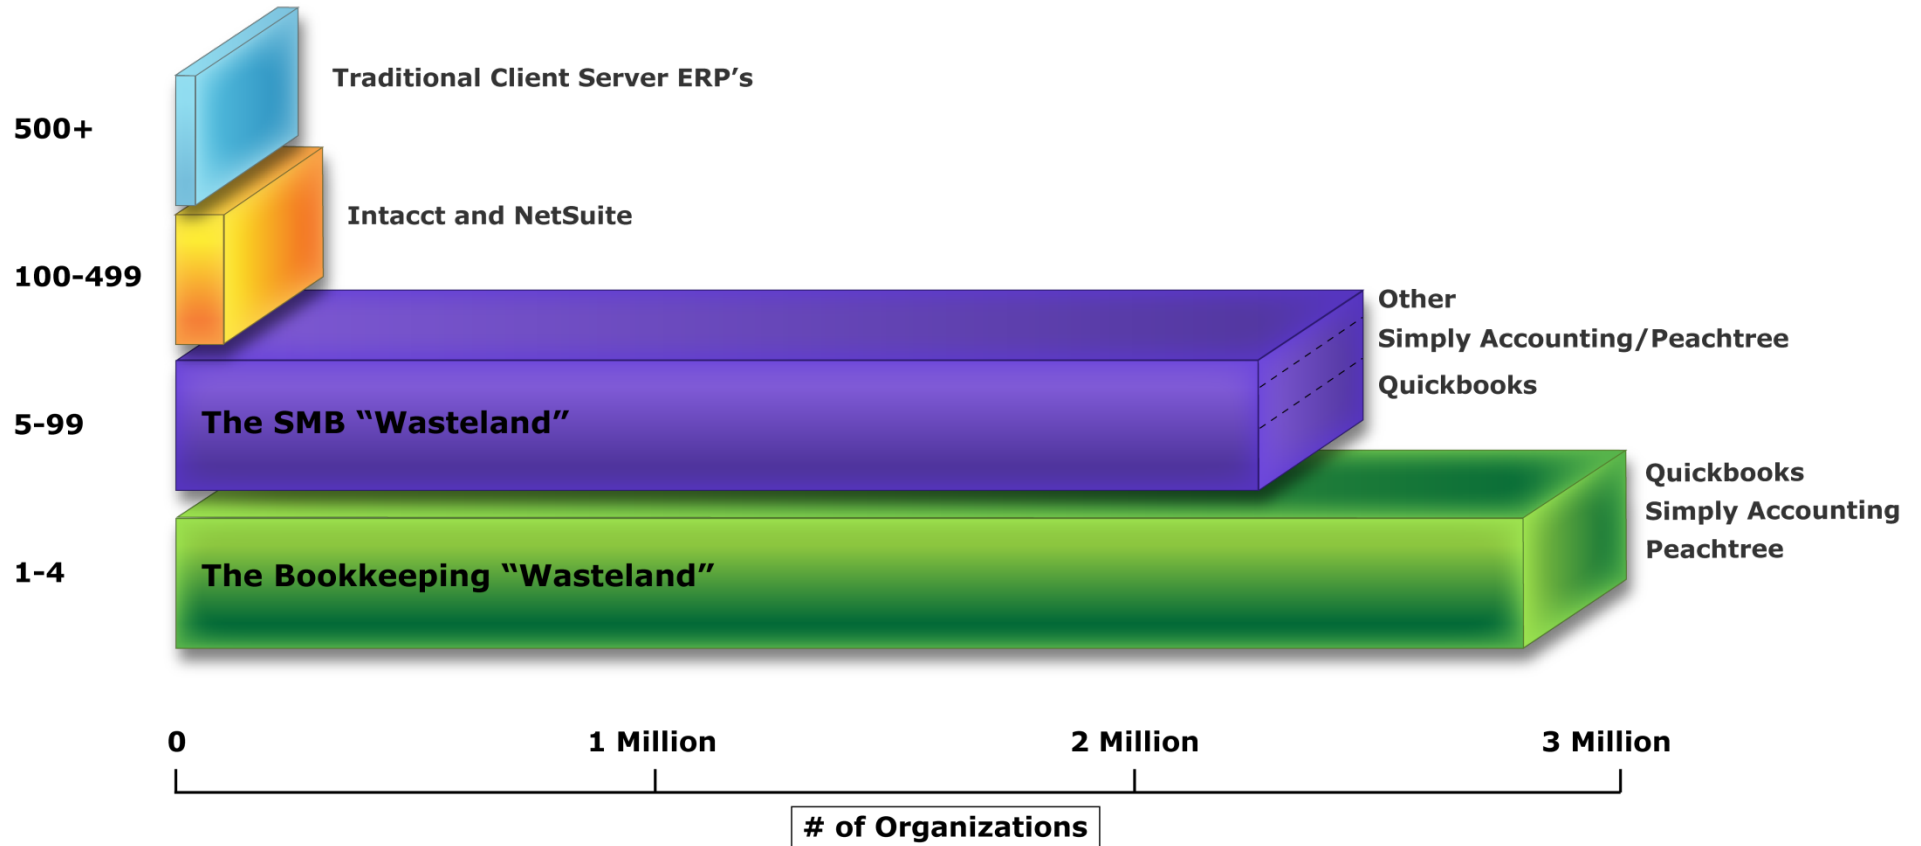 Traditional Client Server ERP's
500+
Intacct and NetSuite
100-499
Other
Simply Accounting/Peachtree
Quickbooks
The SMB “Wasteland”
5-99
Quickbooks
Simply Accounting
Peachtree
The Bookkeeping “Wasteland”
1-4
0 1 Million 2 Million 3 Million
# of Organizations